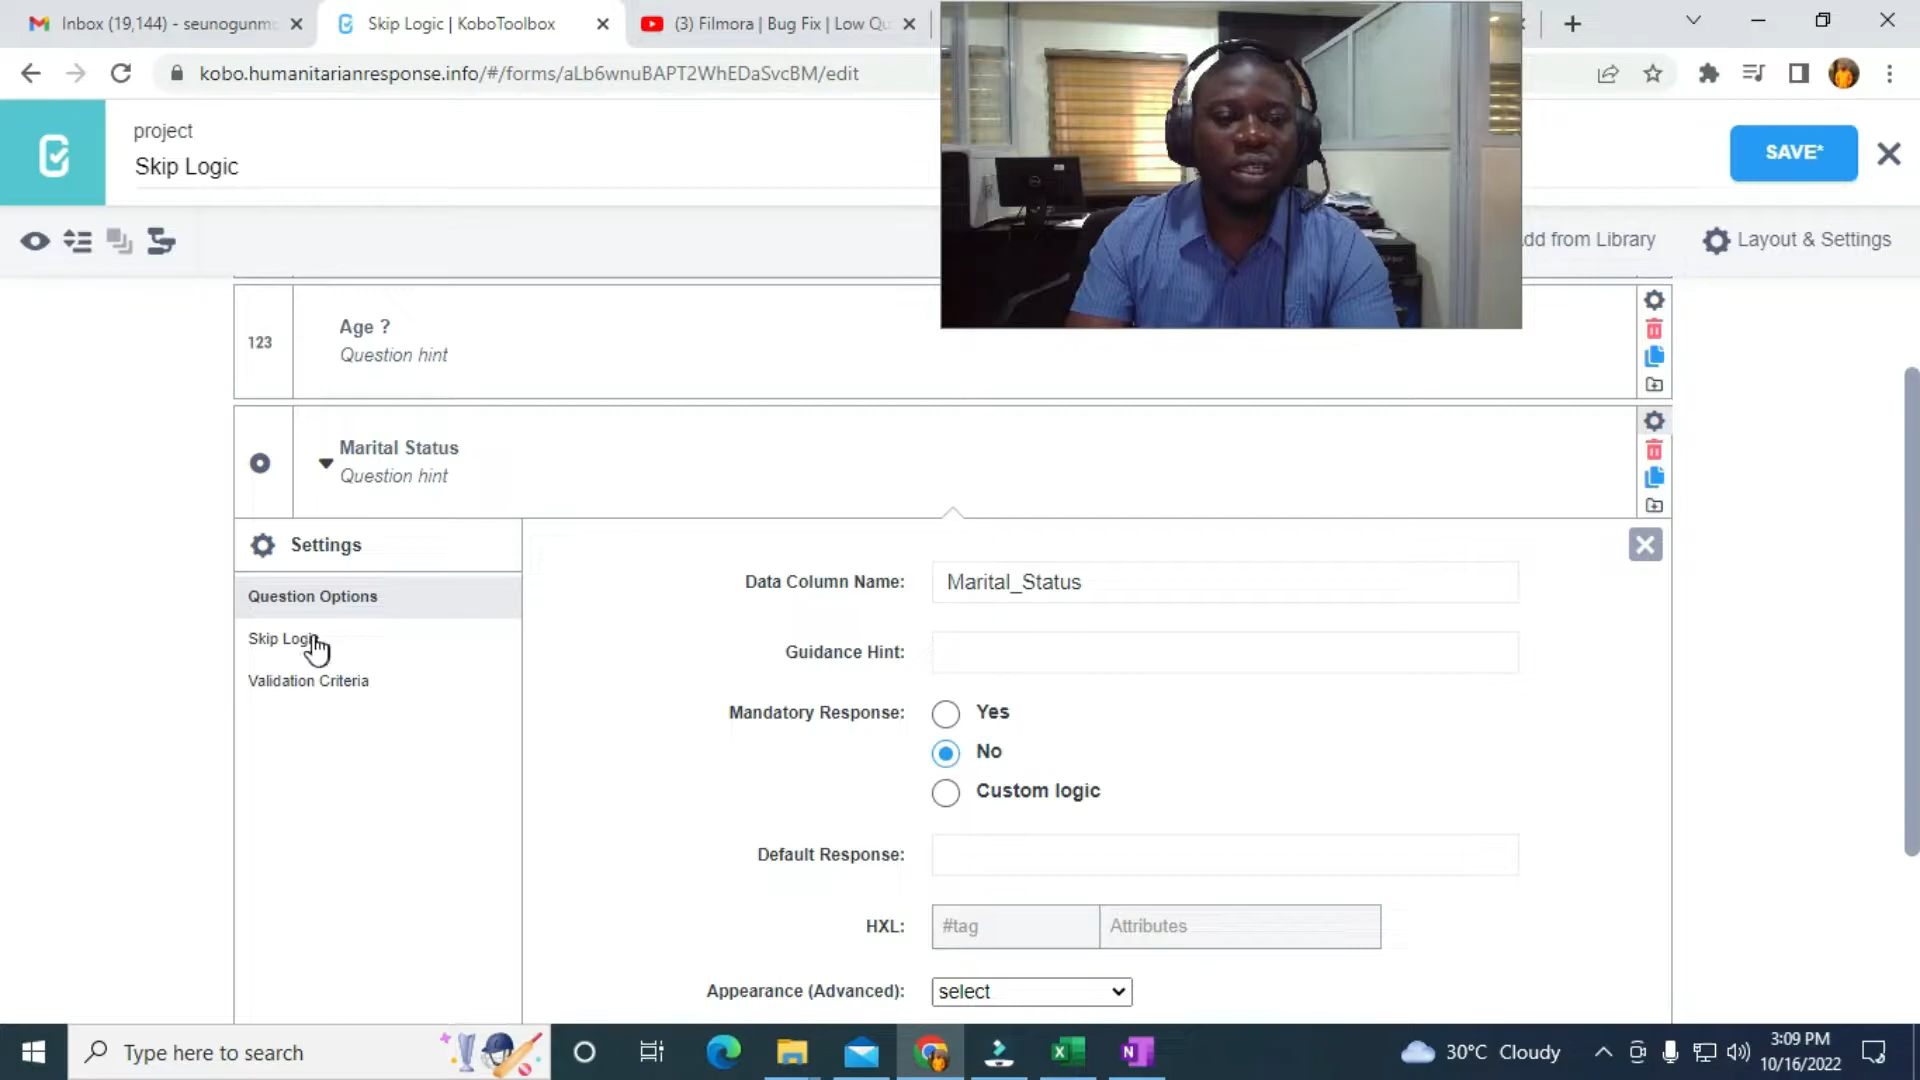 Inbox (19,144) - seunogunm
Skip Logic | KoboToolbox
(3) Filmora | Bug Fix | Low Qu
kobo.humanitarianresponse.info/#/forms/aLb6wnuBAPT2WhEDaSvcBM/edit
project
Skip Logic
SAVE*
dd from Library
Layout & Settings
123
Age ?
Question hint
Marital Status
Question hint
Settings
Question Options
Skip Logic
Validation Criteria
Data Column Name:
Marital_Status
Guidance Hint:
Mandatory Response:
Yes
No
Custom logic
Default Response:
HXL:
#tag
Attributes
Appearance (Advanced):
select
Type here to search
30°C Cloudy
3:09 PM
10/16/2022